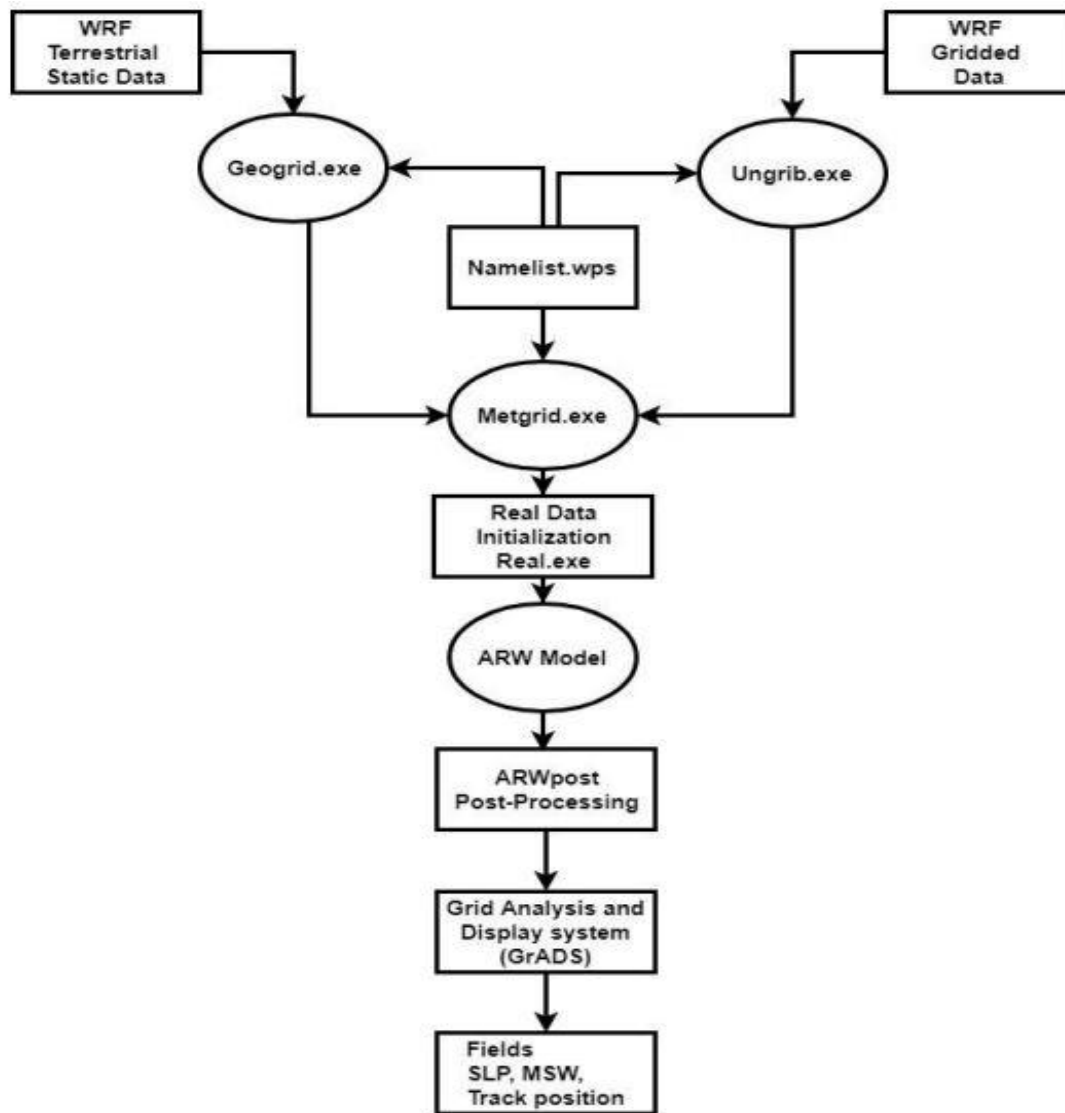 WRF
Terrestrial
Static Data
WRF
Gridded
Data
Geogrid.exe
Ungrib.exe
Namelist.wps
Metgrid.exe
Real Data
Initialization
Real.exe
ARW Model
ARWpost
Post-Processing
Grid Analysis and
Display system
(GrADS)
Fields
SLP, MSW,
Track position